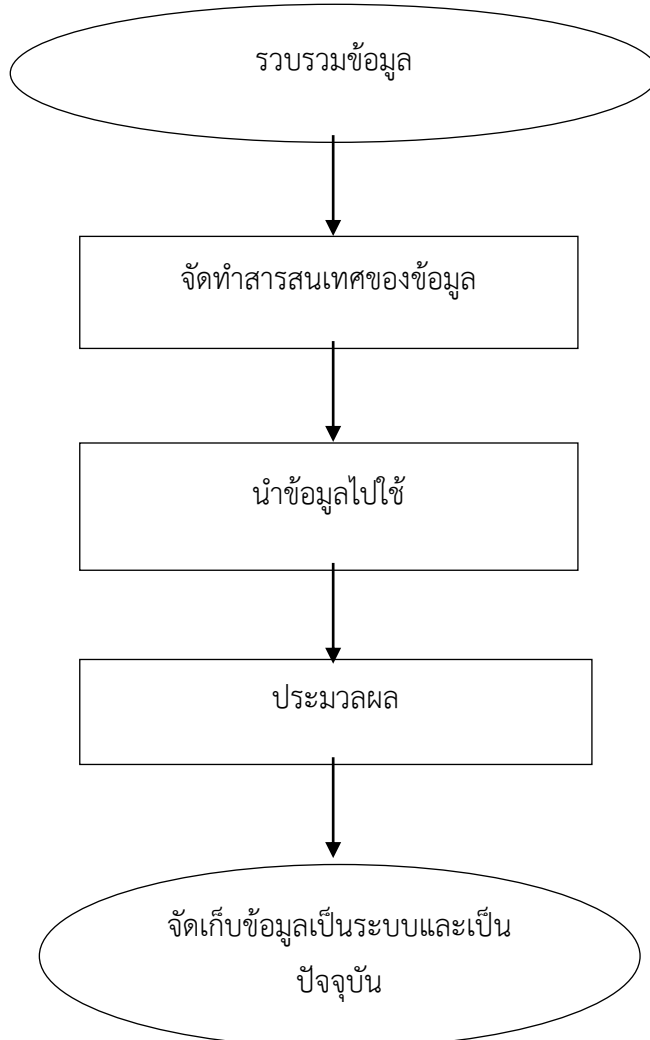 รวบรวมข้อมูล
จัดทำสารสนเทศของข้อมูล
นำข้อมูลไปใช้
ประมวลผล
จัดเก็บข้อมูลเป็นระบบและเป็น
ปัจจุบัน